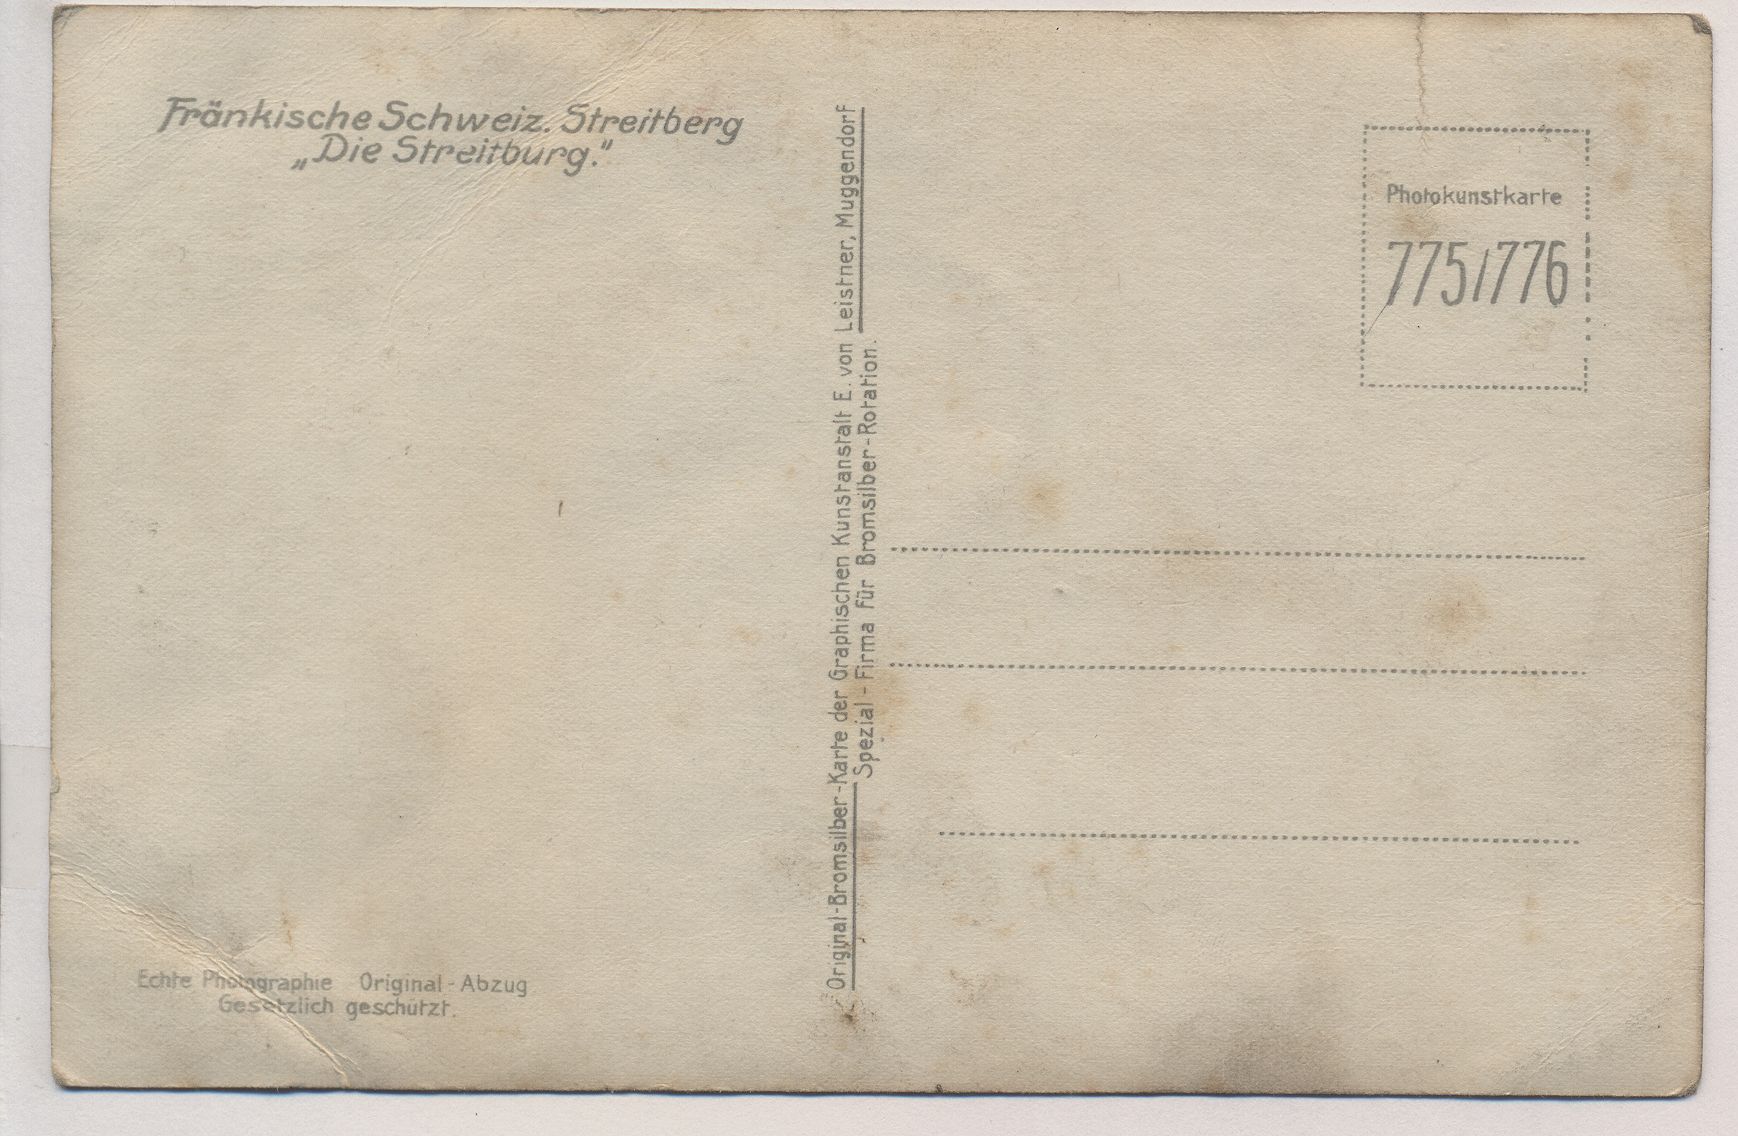 Fränkische Schweiz. Streitberg
„Die Streitburg."
Original-Bromsilber-Karte der Graphischen Kunstanstalt E. von Leistner, Muggendorf
Spezial-Firma für Bromsilber-Rotation.
Photokunstkarte
775/776
Echte Photographie Original-Abzug
Gesetzlich geschützt.